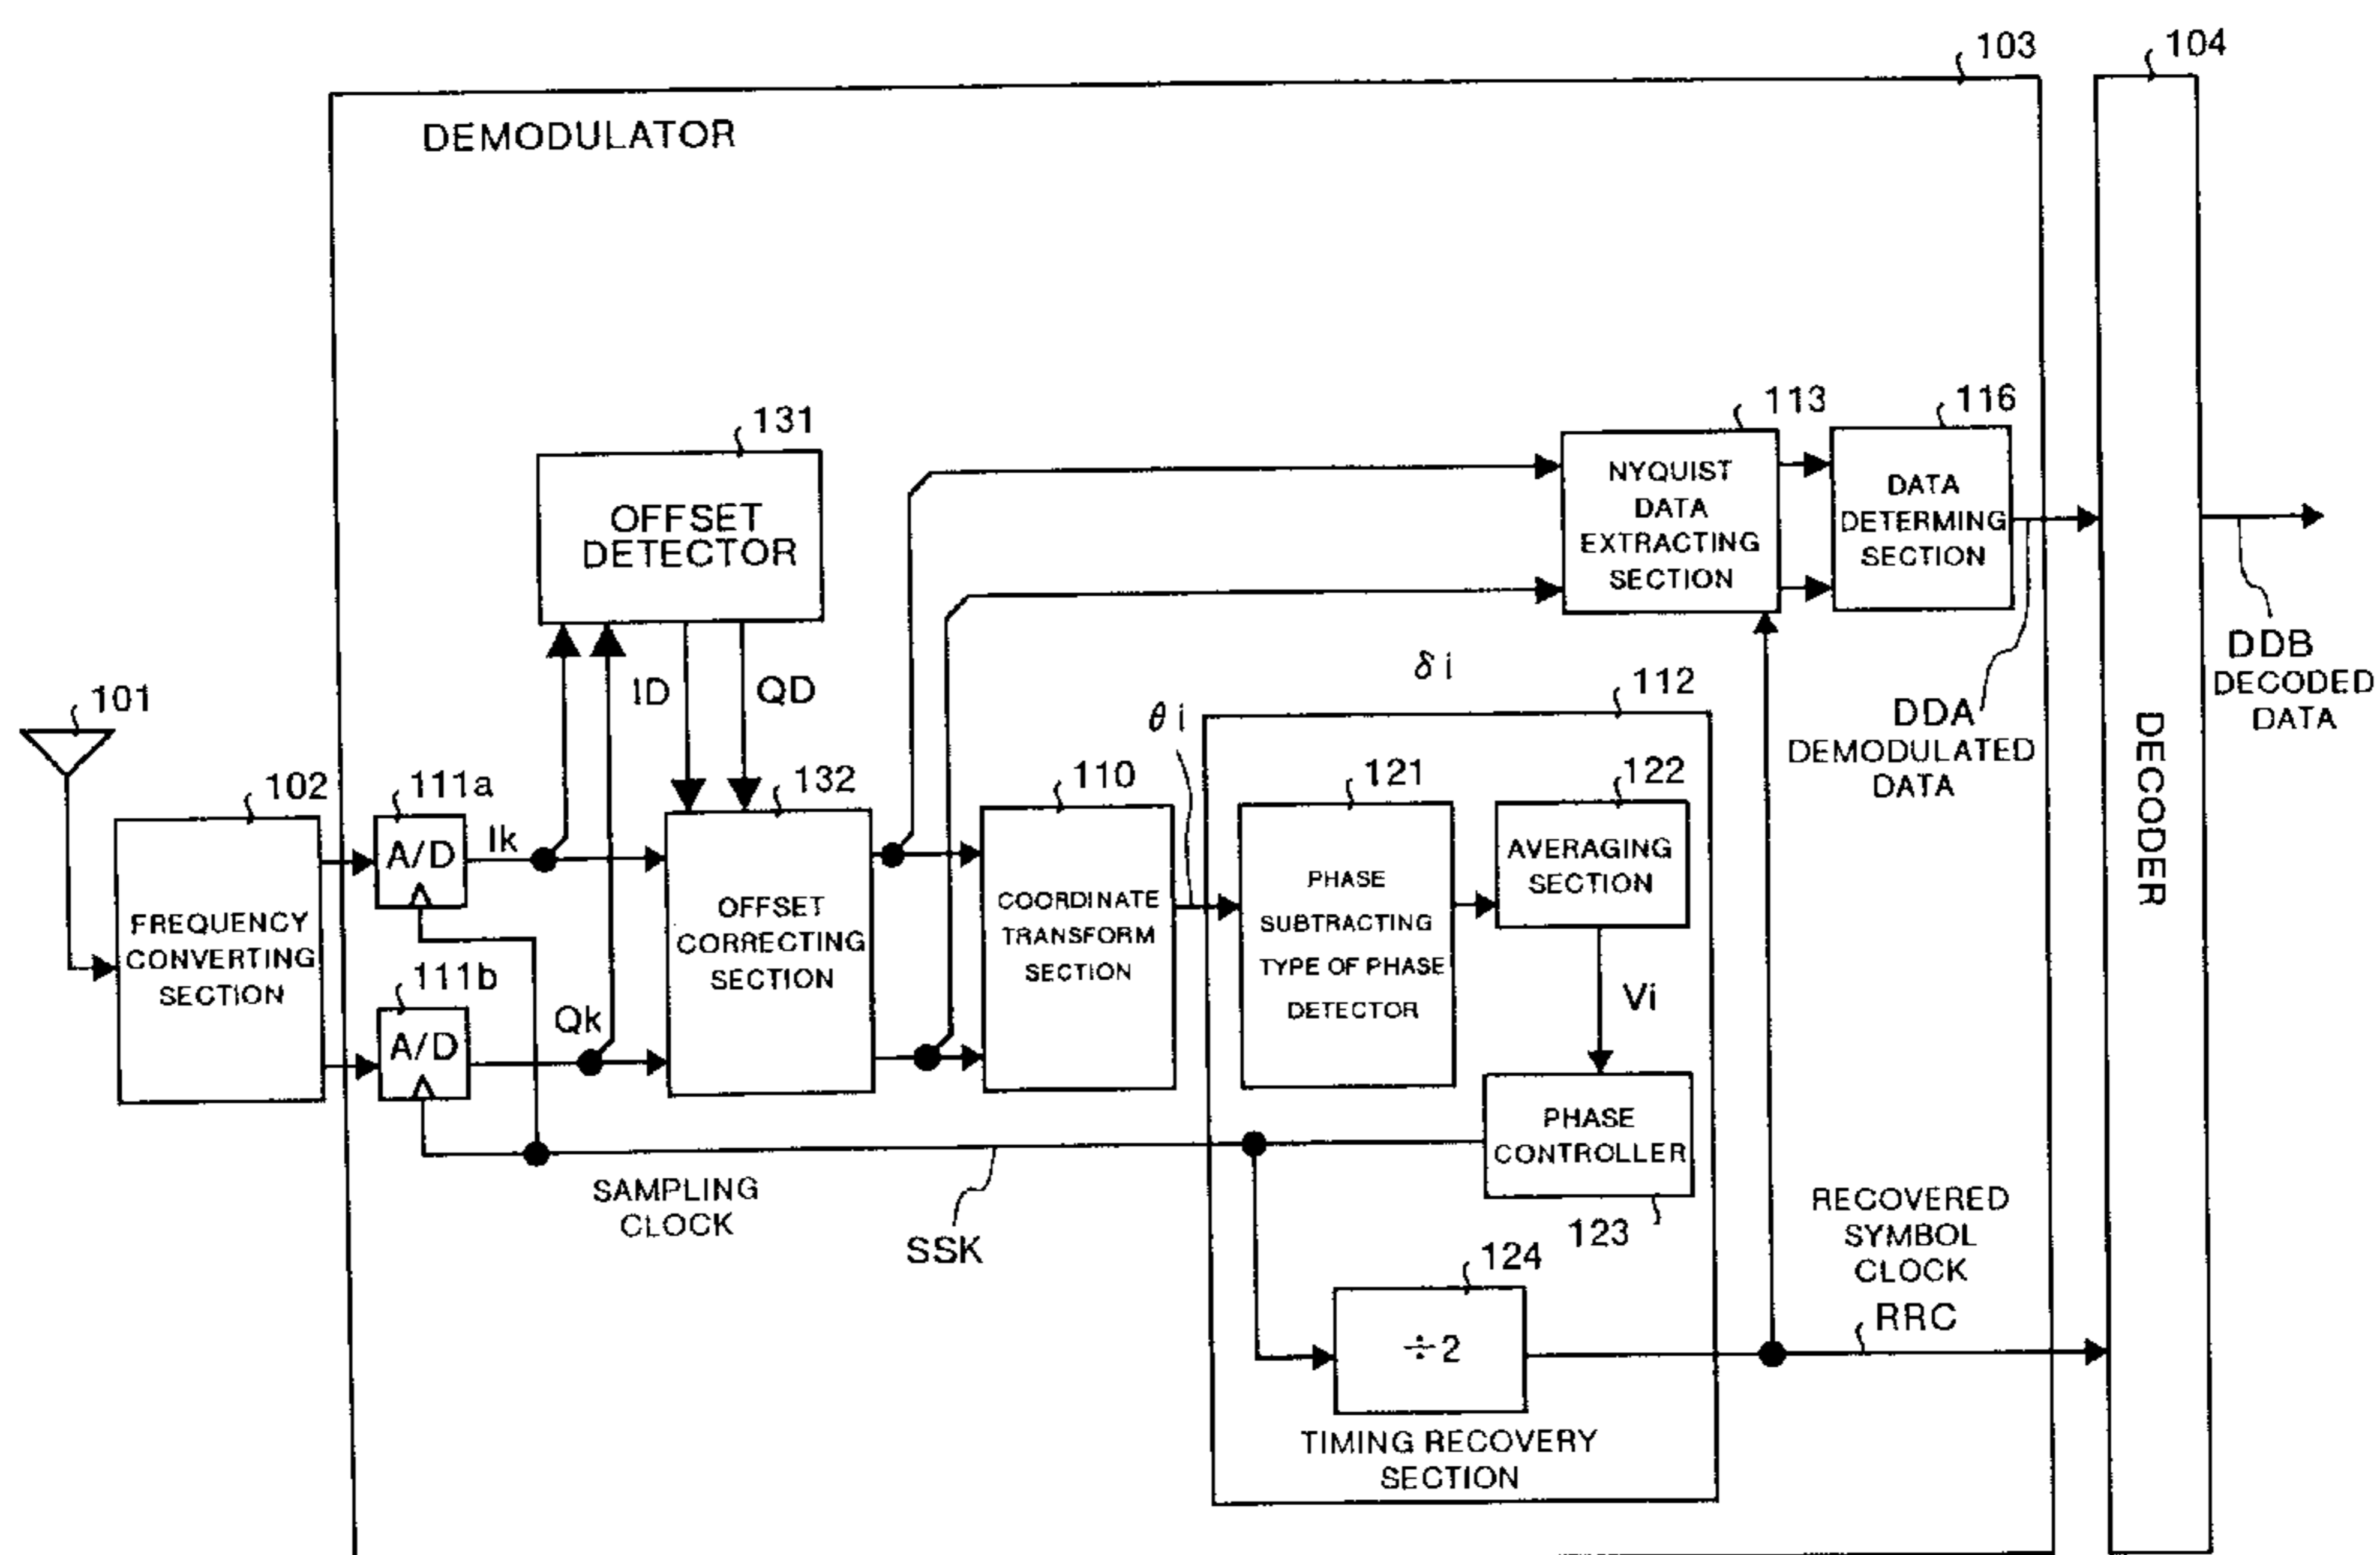 103
104
DEMODULATOR
131
113
116
OFFSET
DETECTOR
NYQUIST
DATA
EXTRACTING
SECTION
DATA
DETERMING
SECTION
ID
QD
δi
θi
112
DDA
DEMODULATED
DATA
DDB
DECODED
DATA
DECODER
101
102
111a
132
110
121
122
A/D
Ik
FREQUENCY
CONVERTING
SECTION
111b
A/D
Qk
OFFSET
CORRECTING
SECTION
COORDINATE
TRANSFORM
SECTION
PHASE
SUBTRACTING
TYPE OF PHASE
DETECTOR
AVERAGING
SECTION
Vi
PHASE
CONTROLLER
123
SAMPLING
CLOCK
SSK
124
÷2
RECOVERED
SYMBOL
CLOCK
RRC
TIMING RECOVERY
SECTION